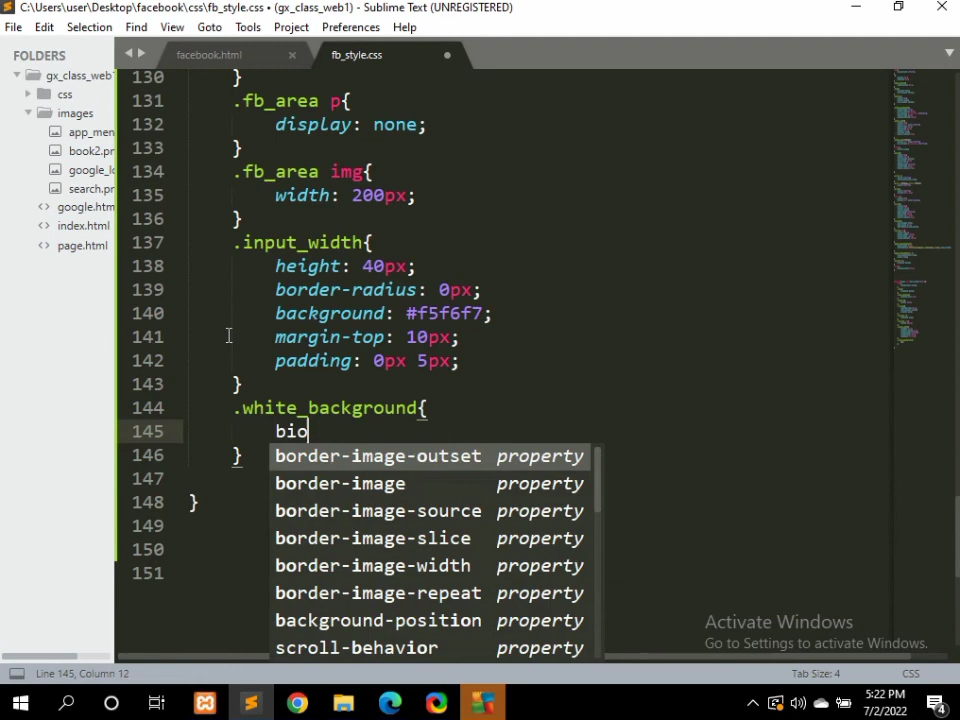 C:\Users\user\Desktop\facebook\css\fb_style.css • (gx_class_web1) - Sublime Text (UNREGISTERED)
File Edit Selection Find View Goto Tools Project Preferences Help
FOLDERS
gx_class_web
css
images
app_men
book2.pr
google_lo
search.pr
google.htm
index.html
page.html
facebook.html
fb_style.css
130 }
131 .fb_area p{
132 display: none;
133 }
134 .fb_area img{
135 width: 200px;
136 }
137 .input_width{
138 height: 40px;
139 border-radius: 0px;
140 background: #f5f6f7;
141 margin-top: 10px;
142 padding: 0px 5px;
143 }
144 .white_background{
145 bio
146 }
147
148 }
149
150
151
border-image-outset property
border-image property
border-image-source property
border-image-slice property
border-image-width property
border-image-repeat property
background-position property
scroll-behavior property
Activate Windows
Go to Settings to activate Windows.
Line 145, Column 12
Tab Size: 4
CSS
5:22 PM
7/2/2022
4